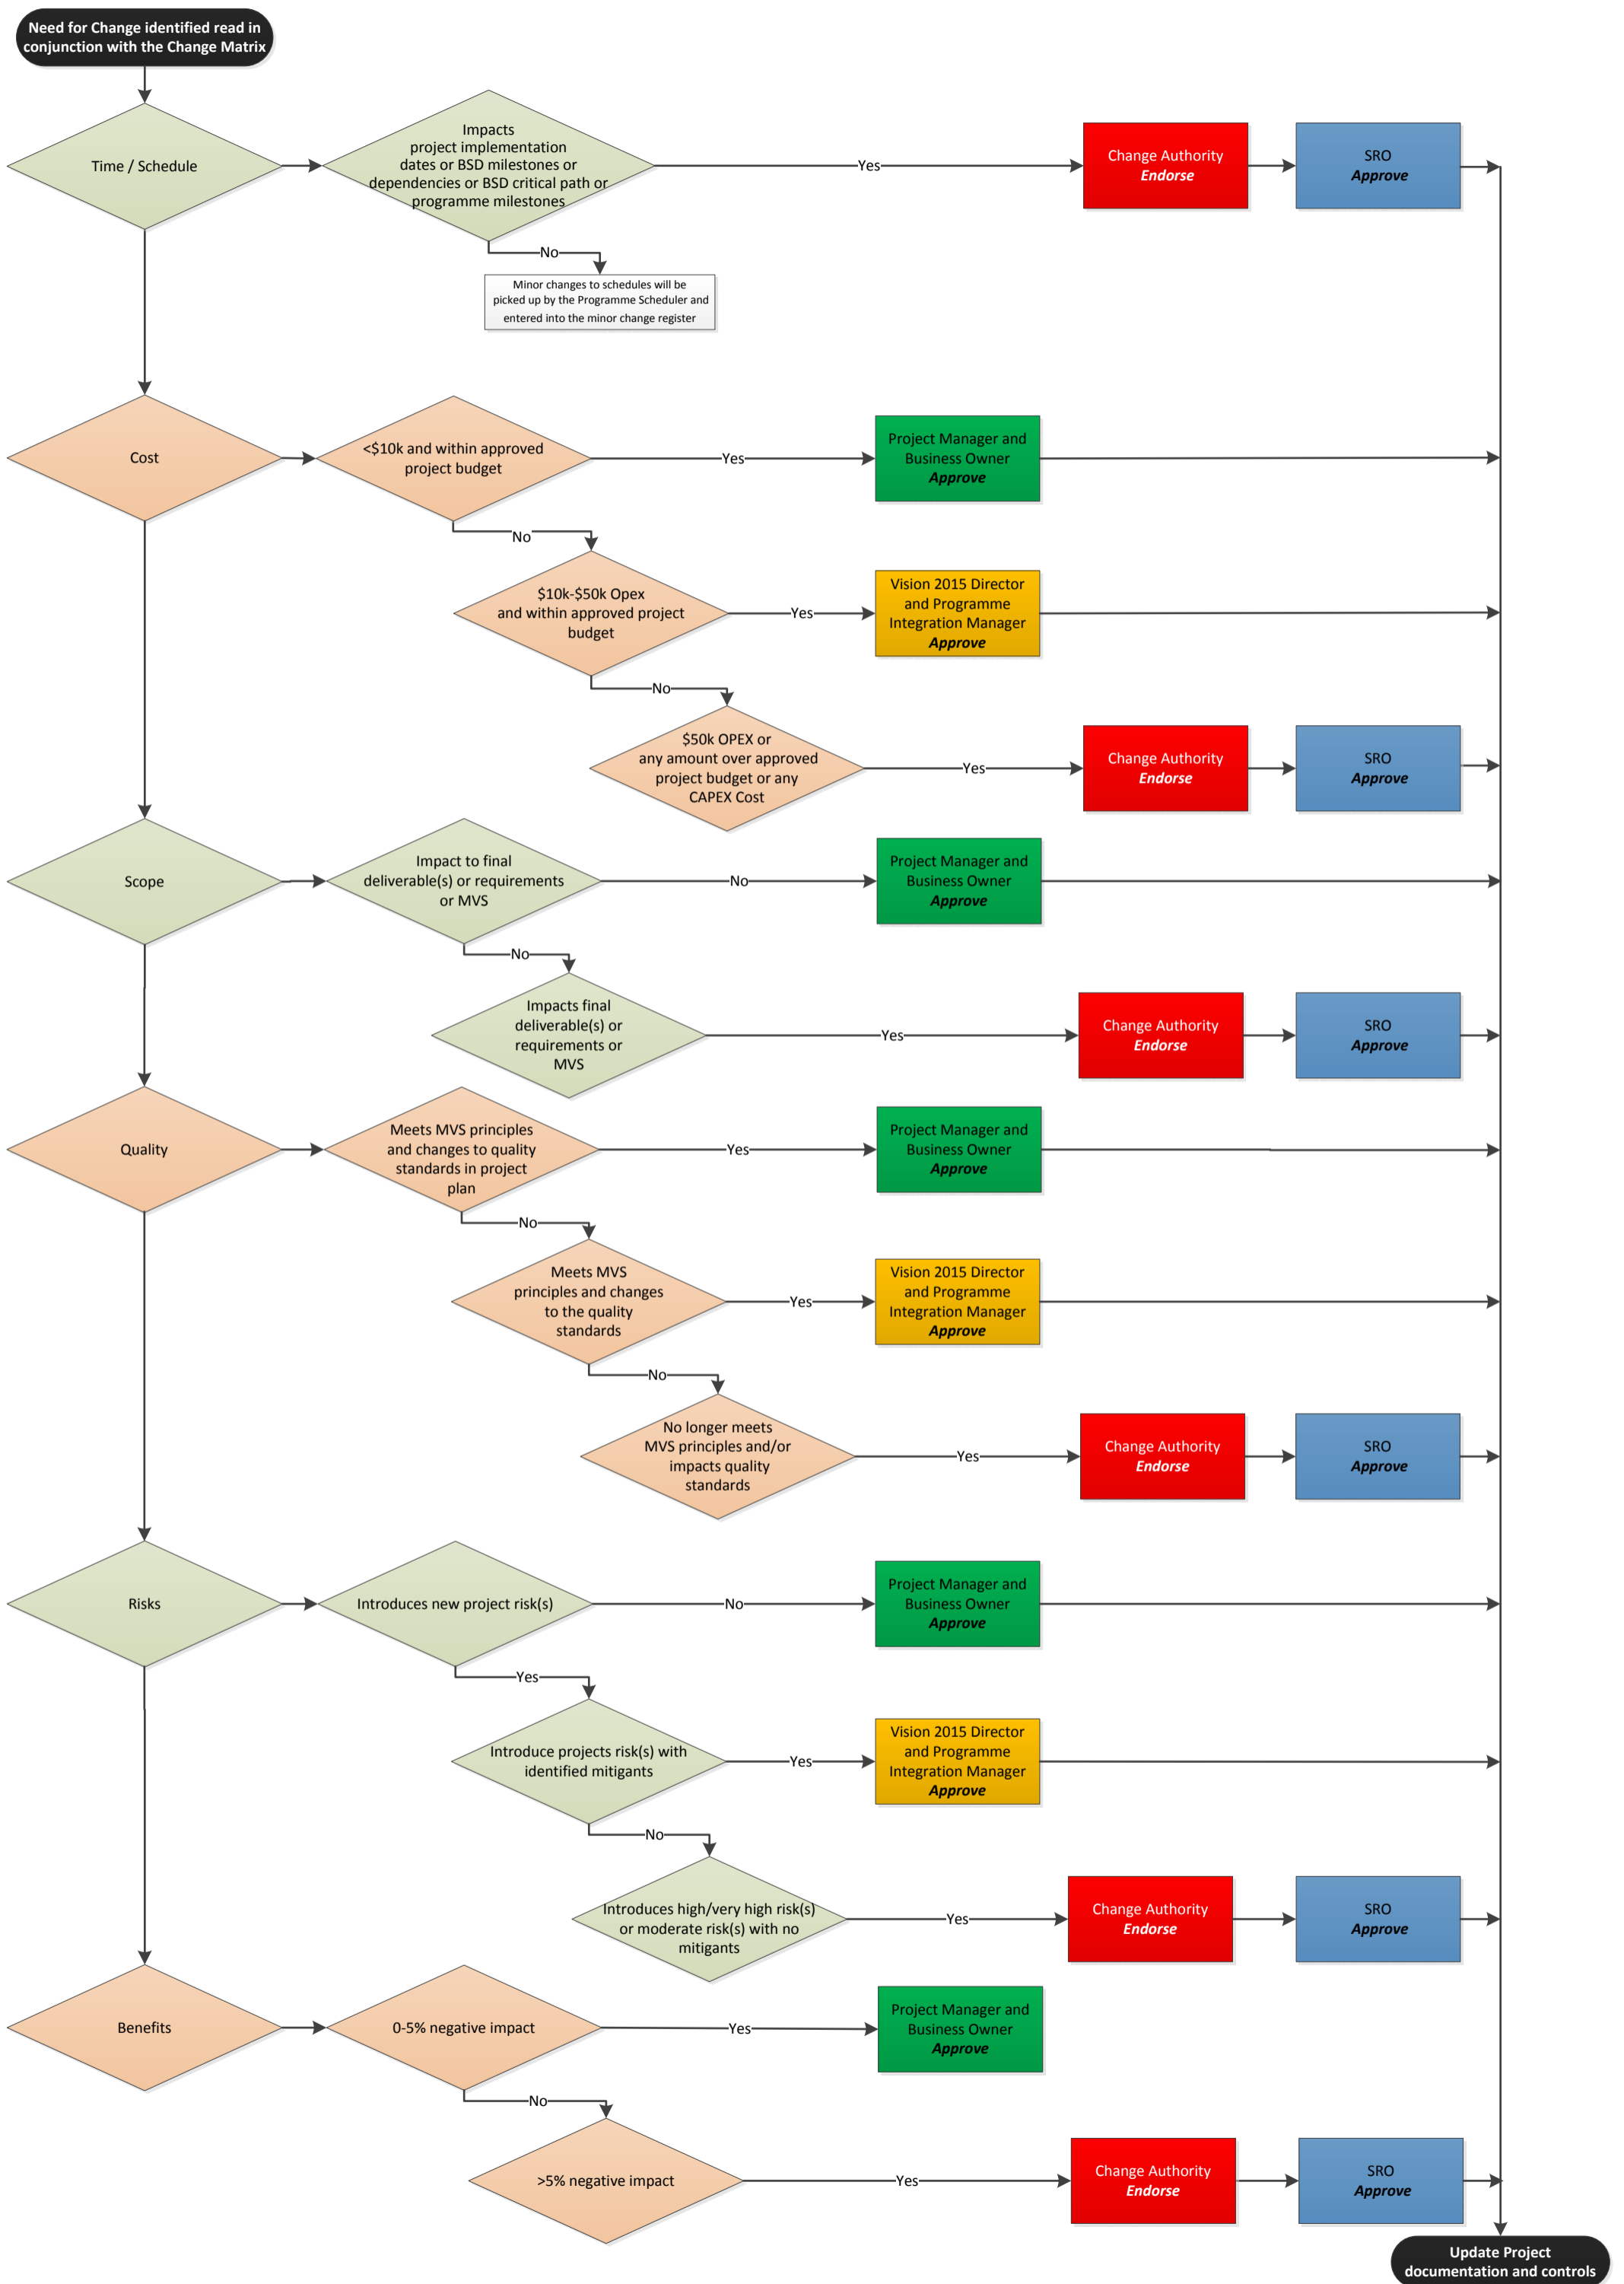 Need for Change identified read in
conjunction with the Change Matrix
Time / Schedule
Impacts
project implementation
dates or BSD milestones or
dependencies or BSD critical path or
programme milestones
Yes
Change Authority
Endorse
SRO
Approve
No
Minor changes to schedules will be
picked up by the Programme Scheduler and
entered into the minor change register
Cost
<$10k and within approved
project budget
Yes
Project Manager and
Business Owner
Approve
No
$10k-$50k Opex
and within approved project
budget
Yes
Vision 2015 Director
and Programme
Integration Manager
Approve
No
$50k OPEX or
any amount over approved
project budget or any
CAPEX Cost
Yes
Change Authority
Endorse
SRO
Approve
Scope
Impact to final
deliverable(s) or requirements
or MVS
No
Project Manager and
Business Owner
Approve
No
Impacts final
deliverable(s) or
requirements or
MVS
Yes
Change Authority
Endorse
SRO
Approve
Quality
Meets MVS principles
and changes to quality
standards in project
plan
Yes
Project Manager and
Business Owner
Approve
No
Meets MVS
principles and changes
to the quality
standards
Yes
Vision 2015 Director
and Programme
Integration Manager
Approve
No
No longer meets
MVS principles and/or
impacts quality
standards
Yes
Change Authority
Endorse
SRO
Approve
Risks
Introduces new project risk(s)
No
Project Manager and
Business Owner
Approve
Yes
Introduce projects risk(s) with
identified mitigants
Yes
Vision 2015 Director
and Programme
Integration Manager
Approve
No
Introduces high/very high risk(s)
or moderate risk(s) with no
mitigants
Yes
Change Authority
Endorse
SRO
Approve
Benefits
0-5% negative impact
Yes
Project Manager and
Business Owner
Approve
No
>5% negative impact
Yes
Change Authority
Endorse
SRO
Approve
Update Project
documentation and controls